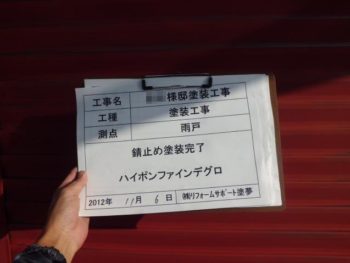 工事名 様邸塗装工事
工種 塗装工事
測点 雨戸
錆止め塗装完了
ハイポンファインデグロ
2012年 11月 6日 ㈱リフォームサポート塗夢